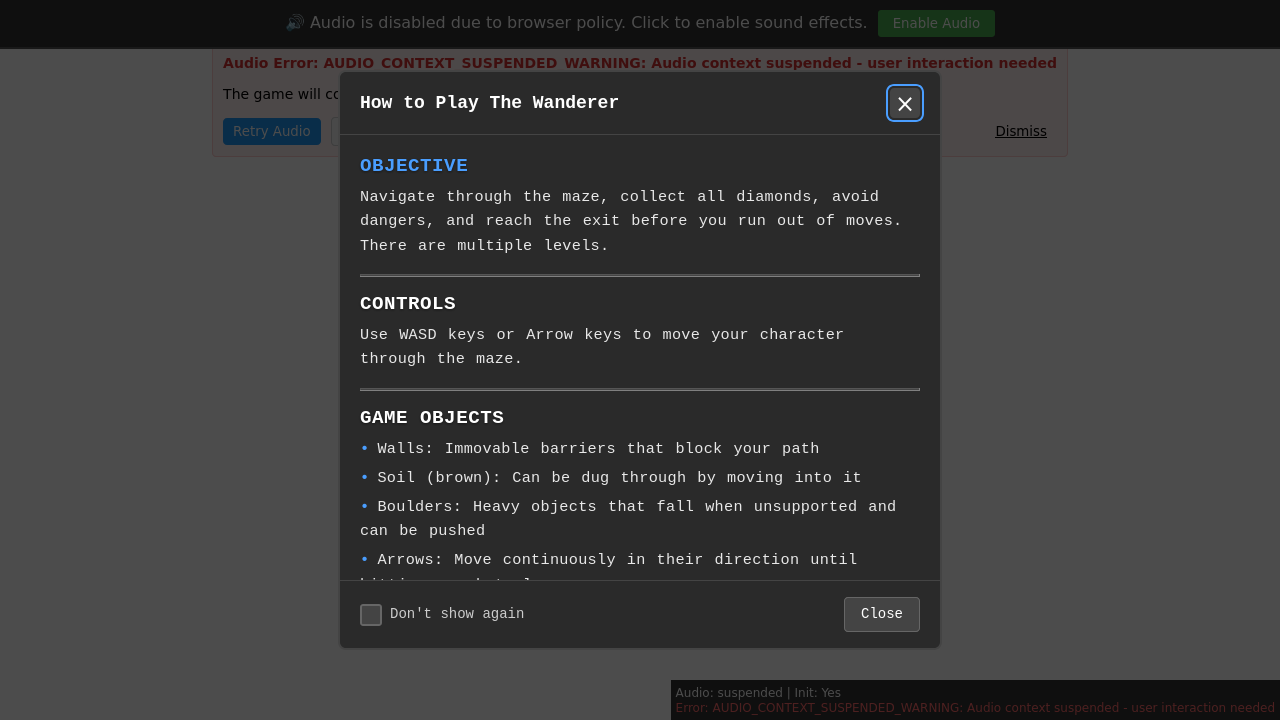 🔊 Audio is disabled due to browser policy. Click to enable sound effects. Enable Audio
Audio Error: AUDIO_CONTEXT_SUSPENDED_WARNING: Audio context suspended - user interaction needed
The game will
Retry Audio
Dismiss
How to Play The Wanderer
×
OBJECTIVE
Navigate through the maze, collect all diamonds, avoid
dangers, and reach the exit before you run out of moves.
There are multiple levels.
CONTROLS
Use WASD keys or Arrow keys to move your character
through the maze.
GAME OBJECTS
• Walls: Immovable barriers that block your path
• Soil (brown): Can be dug through by moving into it
• Boulders: Heavy objects that fall when unsupported and
can be pushed
• Arrows: Move continuously in their direction until
Don't show again
Close
Audio: suspended | Init: Yes
Error: AUDIO_CONTEXT_SUSPENDED_WARNING: Audio context suspended - user interaction needed